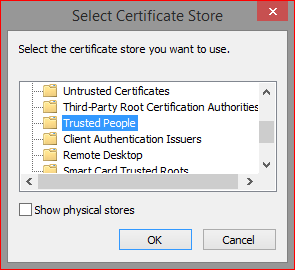 Select Certificate Store
Select the certificate store you want to use.
Untrusted Certificates
Third-Party Root Certification Authorities
Trusted People
Client Authentication Issuers
Remote Desktop
Smart Card Trusted Roots
Show physical stores
OK
Cancel